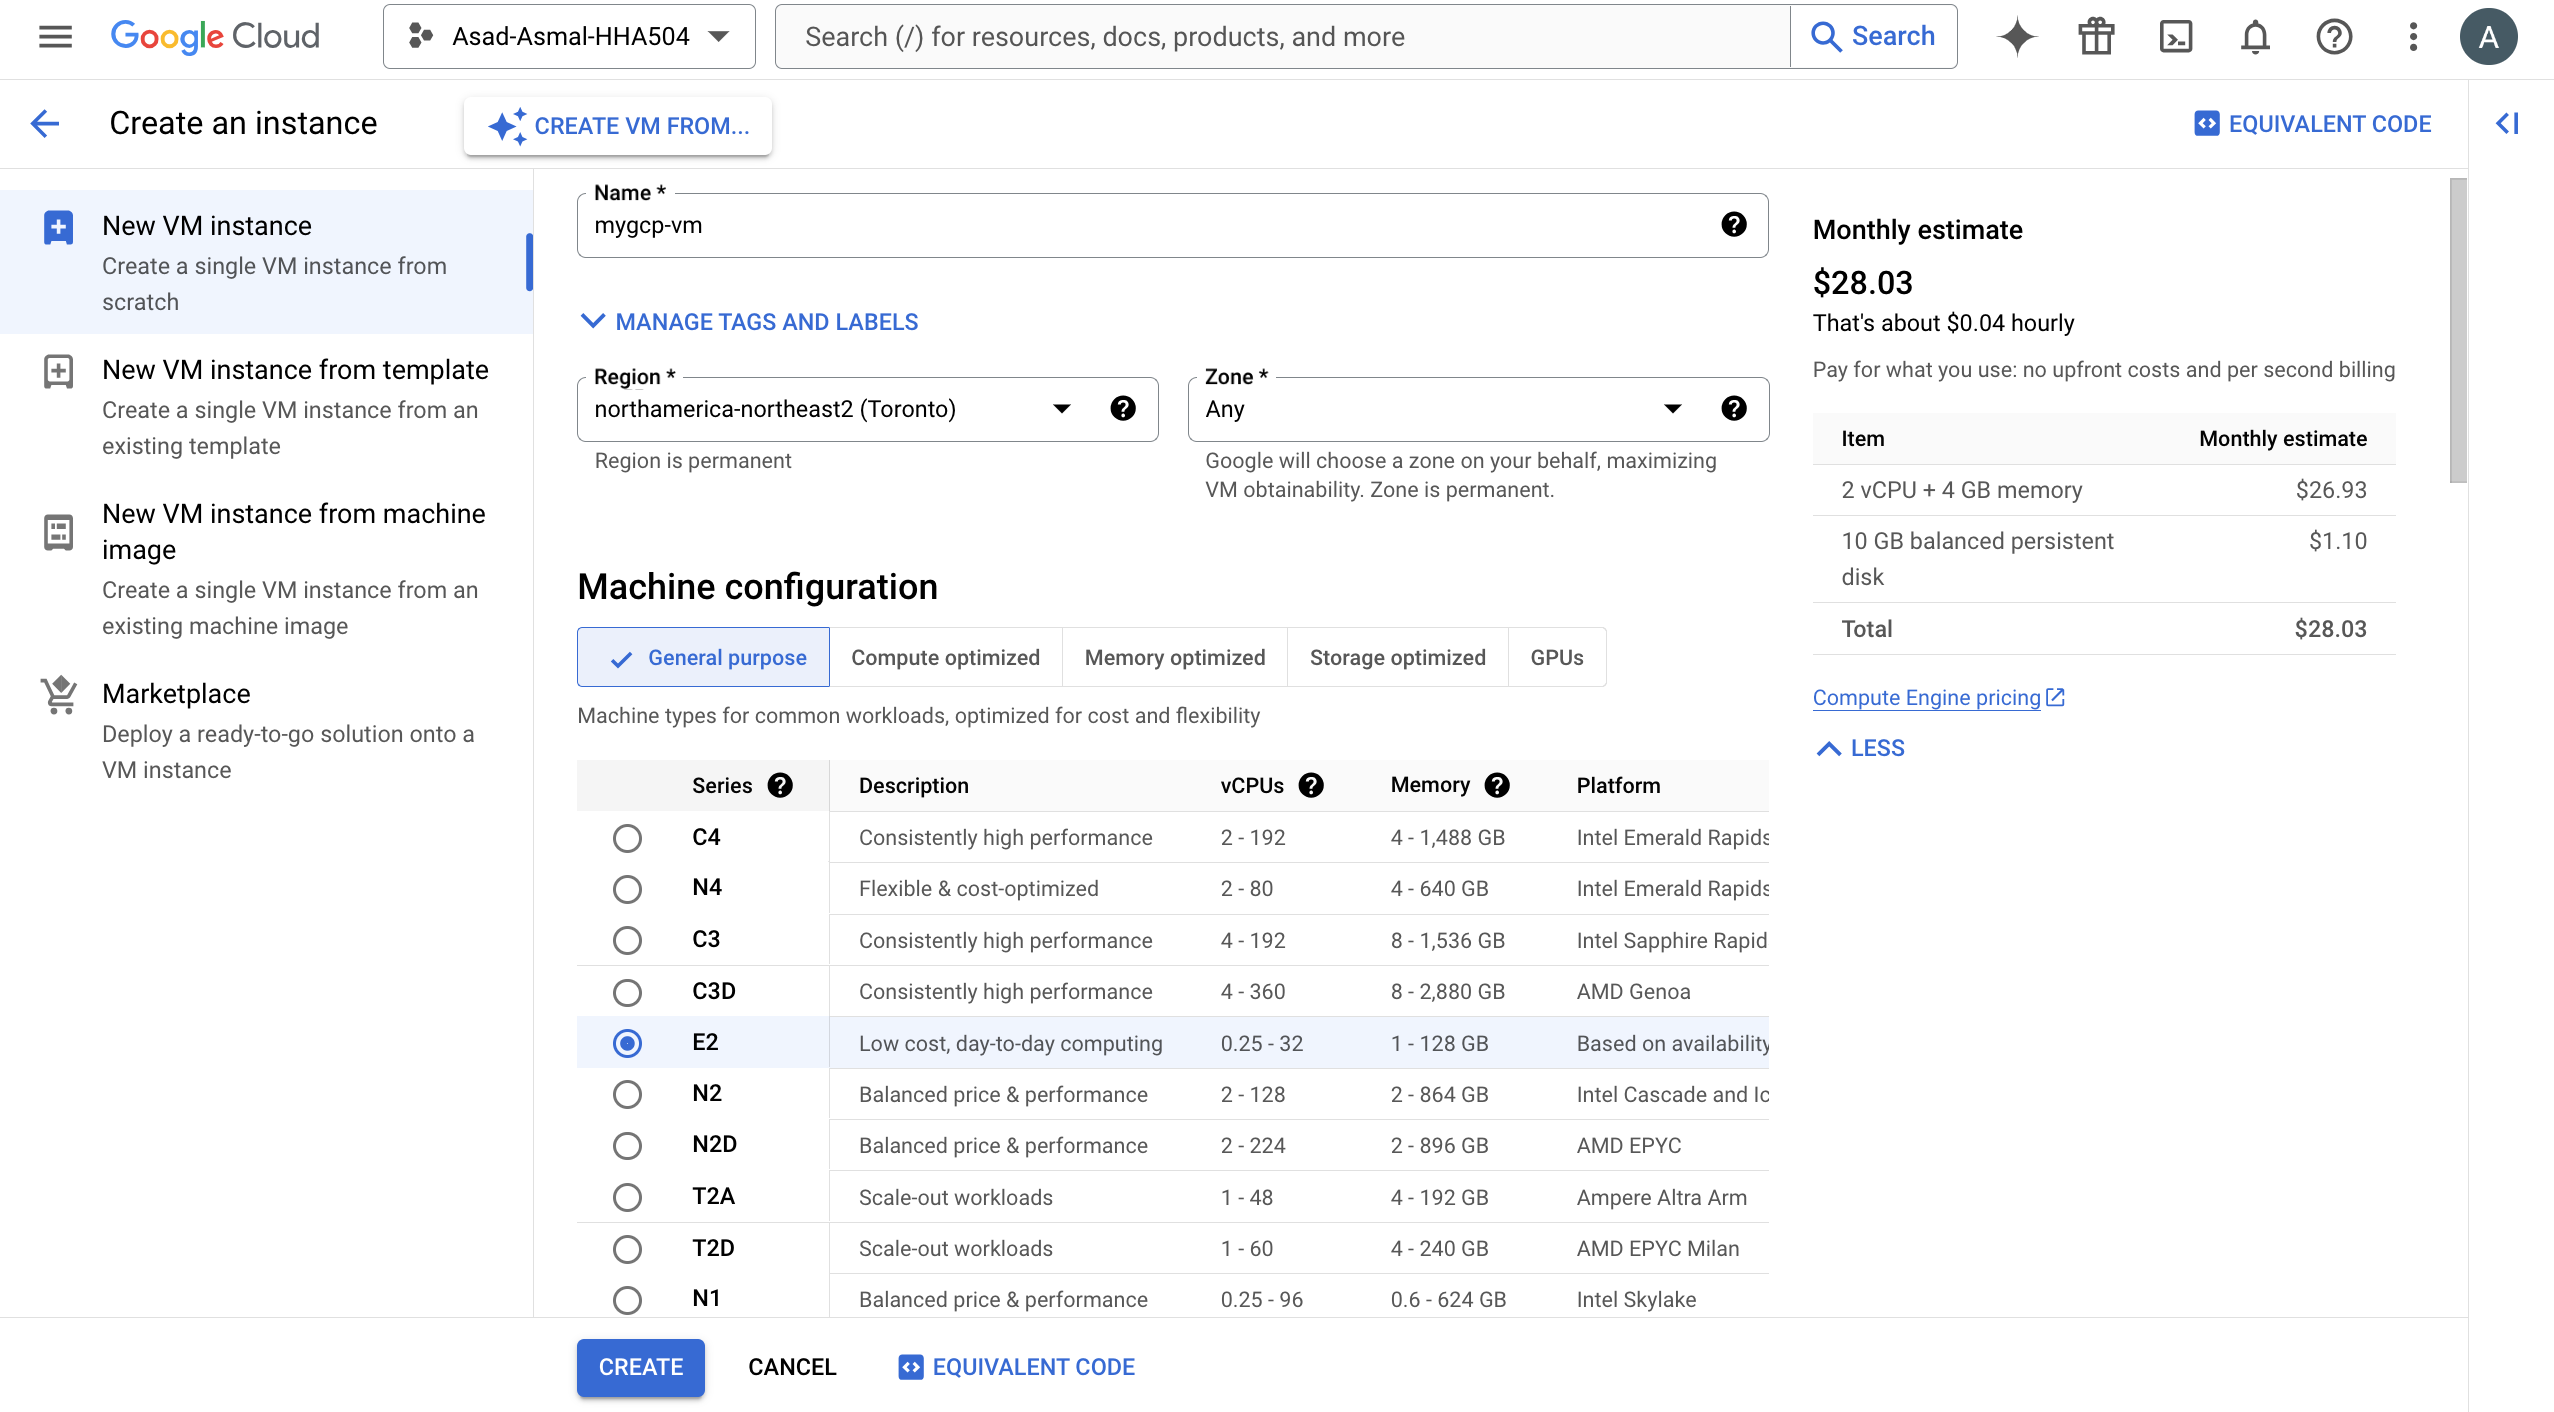 Google Cloud
Asad-Asmal-HHA504
Search (/) for resources, docs, products, and more
Search
A
Create an instance
CREATE VM FROM...
EQUIVALENT CODE
New VM instance
Create a single VM instance from
scratch
New VM instance from template
Create a single VM instance from an
existing template
New VM instance from machine
image
Create a single VM instance from an
existing machine image
Marketplace
Deploy a ready-to-go solution onto a
VM instance
Name *
mygcp-vm
MANAGE TAGS AND LABELS
Region *
northamerica-northeast2 (Toronto)
Region is permanent
Zone *
Any
Google will choose a zone on your behalf, maximizing
VM obtainability. Zone is permanent.
Machine configuration
General purpose
Compute optimized
Memory optimized
Storage optimized
GPUs
Machine types for common workloads, optimized for cost and flexibility
Series Description vCPUs Memory Platform
C4 Consistently high performance 2 - 192 4 - 1,488 GB Intel Emerald Rapids
N4 Flexible & cost-optimized 2 - 80 4 - 640 GB Intel Emerald Rapids
C3 Consistently high performance 4 - 192 8 - 1,536 GB Intel Sapphire Rapid
C3D Consistently high performance 4 - 360 8 - 2,880 GB AMD Genoa
E2 Low cost, day-to-day computing 0.25 - 32 1 - 128 GB Based on availability
N2 Balanced price & performance 2 - 128 2 - 864 GB Intel Cascade and Ic
N2D Balanced price & performance 2 - 224 2 - 896 GB AMD EPYC
T2A Scale-out workloads 1 - 48 4 - 192 GB Ampere Altra Arm
T2D Scale-out workloads 1 - 60 4 - 240 GB AMD EPYC Milan
N1 Balanced price & performance 0.25 - 96 0.6 - 624 GB Intel Skylake
Monthly estimate
$28.03
That's about $0.04 hourly
Pay for what you use: no upfront costs and per second billing
Item Monthly estimate
2 vCPU + 4 GB memory $26.93
10 GB balanced persistent $1.10
disk
Total $28.03
Compute Engine pricing
LESS
CREATE
CANCEL
EQUIVALENT CODE